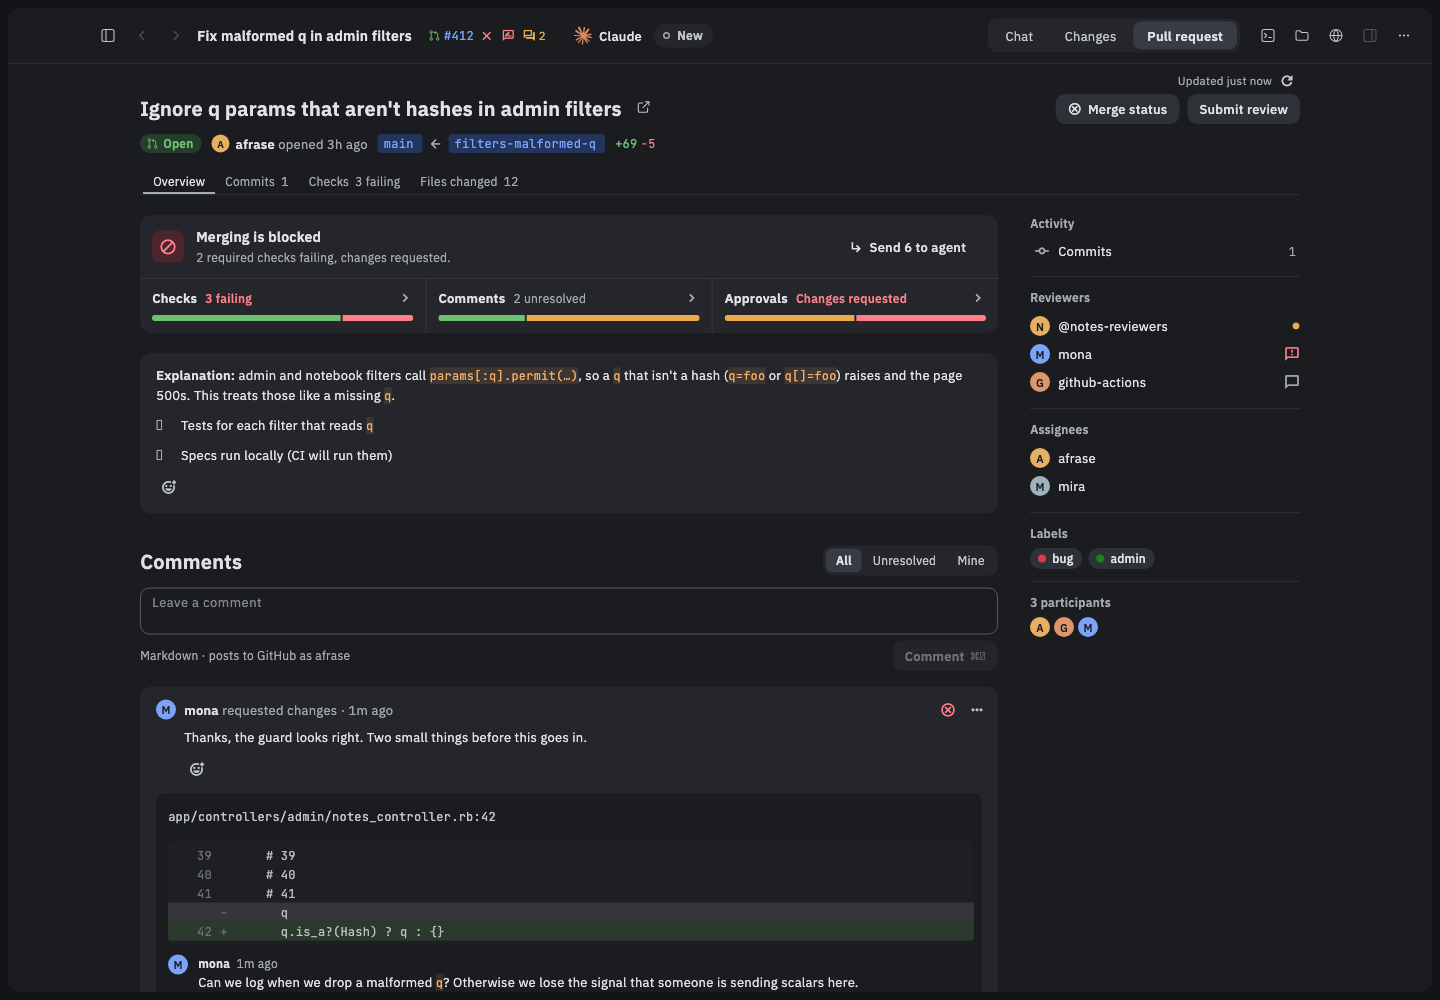 Fix malformed q in admin filters #412 2 Claude New Chat Changes Pull request
Updated just now
Ignore q params that aren't hashes in admin filters
Merge status Submit review
Open A afrase opened 3h ago main ← filters-malformed-q +69 -5
Overview Commits 1 Checks 3 failing Files changed 12
Merging is blocked
2 required checks failing, changes requested.
Send 6 to agent
Checks 3 failing
Comments 2 unresolved
Approvals Changes requested
Explanation: admin and notebook filters call params[:q].permit(…), so a q that isn't a hash (q=foo or q[]=foo) raises and the page
500s. This treats those like a missing q.
Tests for each filter that reads q
Specs run locally (CI will run them)
Comments
All Unresolved Mine
Leave a comment
Markdown · posts to GitHub as afrase
Comment ⌘
M mona requested changes · 1m ago
Thanks, the guard looks right. Two small things before this goes in.
app/controllers/admin/notes_controller.rb:42
39 # 39
40 # 40
41 # 41
- q
42 + q.is_a?(Hash) ? q : {}
M mona 1m ago
Can we log when we drop a malformed q? Otherwise we lose the signal that someone is sending scalars here.
Activity
Commits 1
Reviewers
N @notes-reviewers
M mona
G github-actions
Assignees
A afrase
M mira
Labels
bug admin
3 participants
A G M